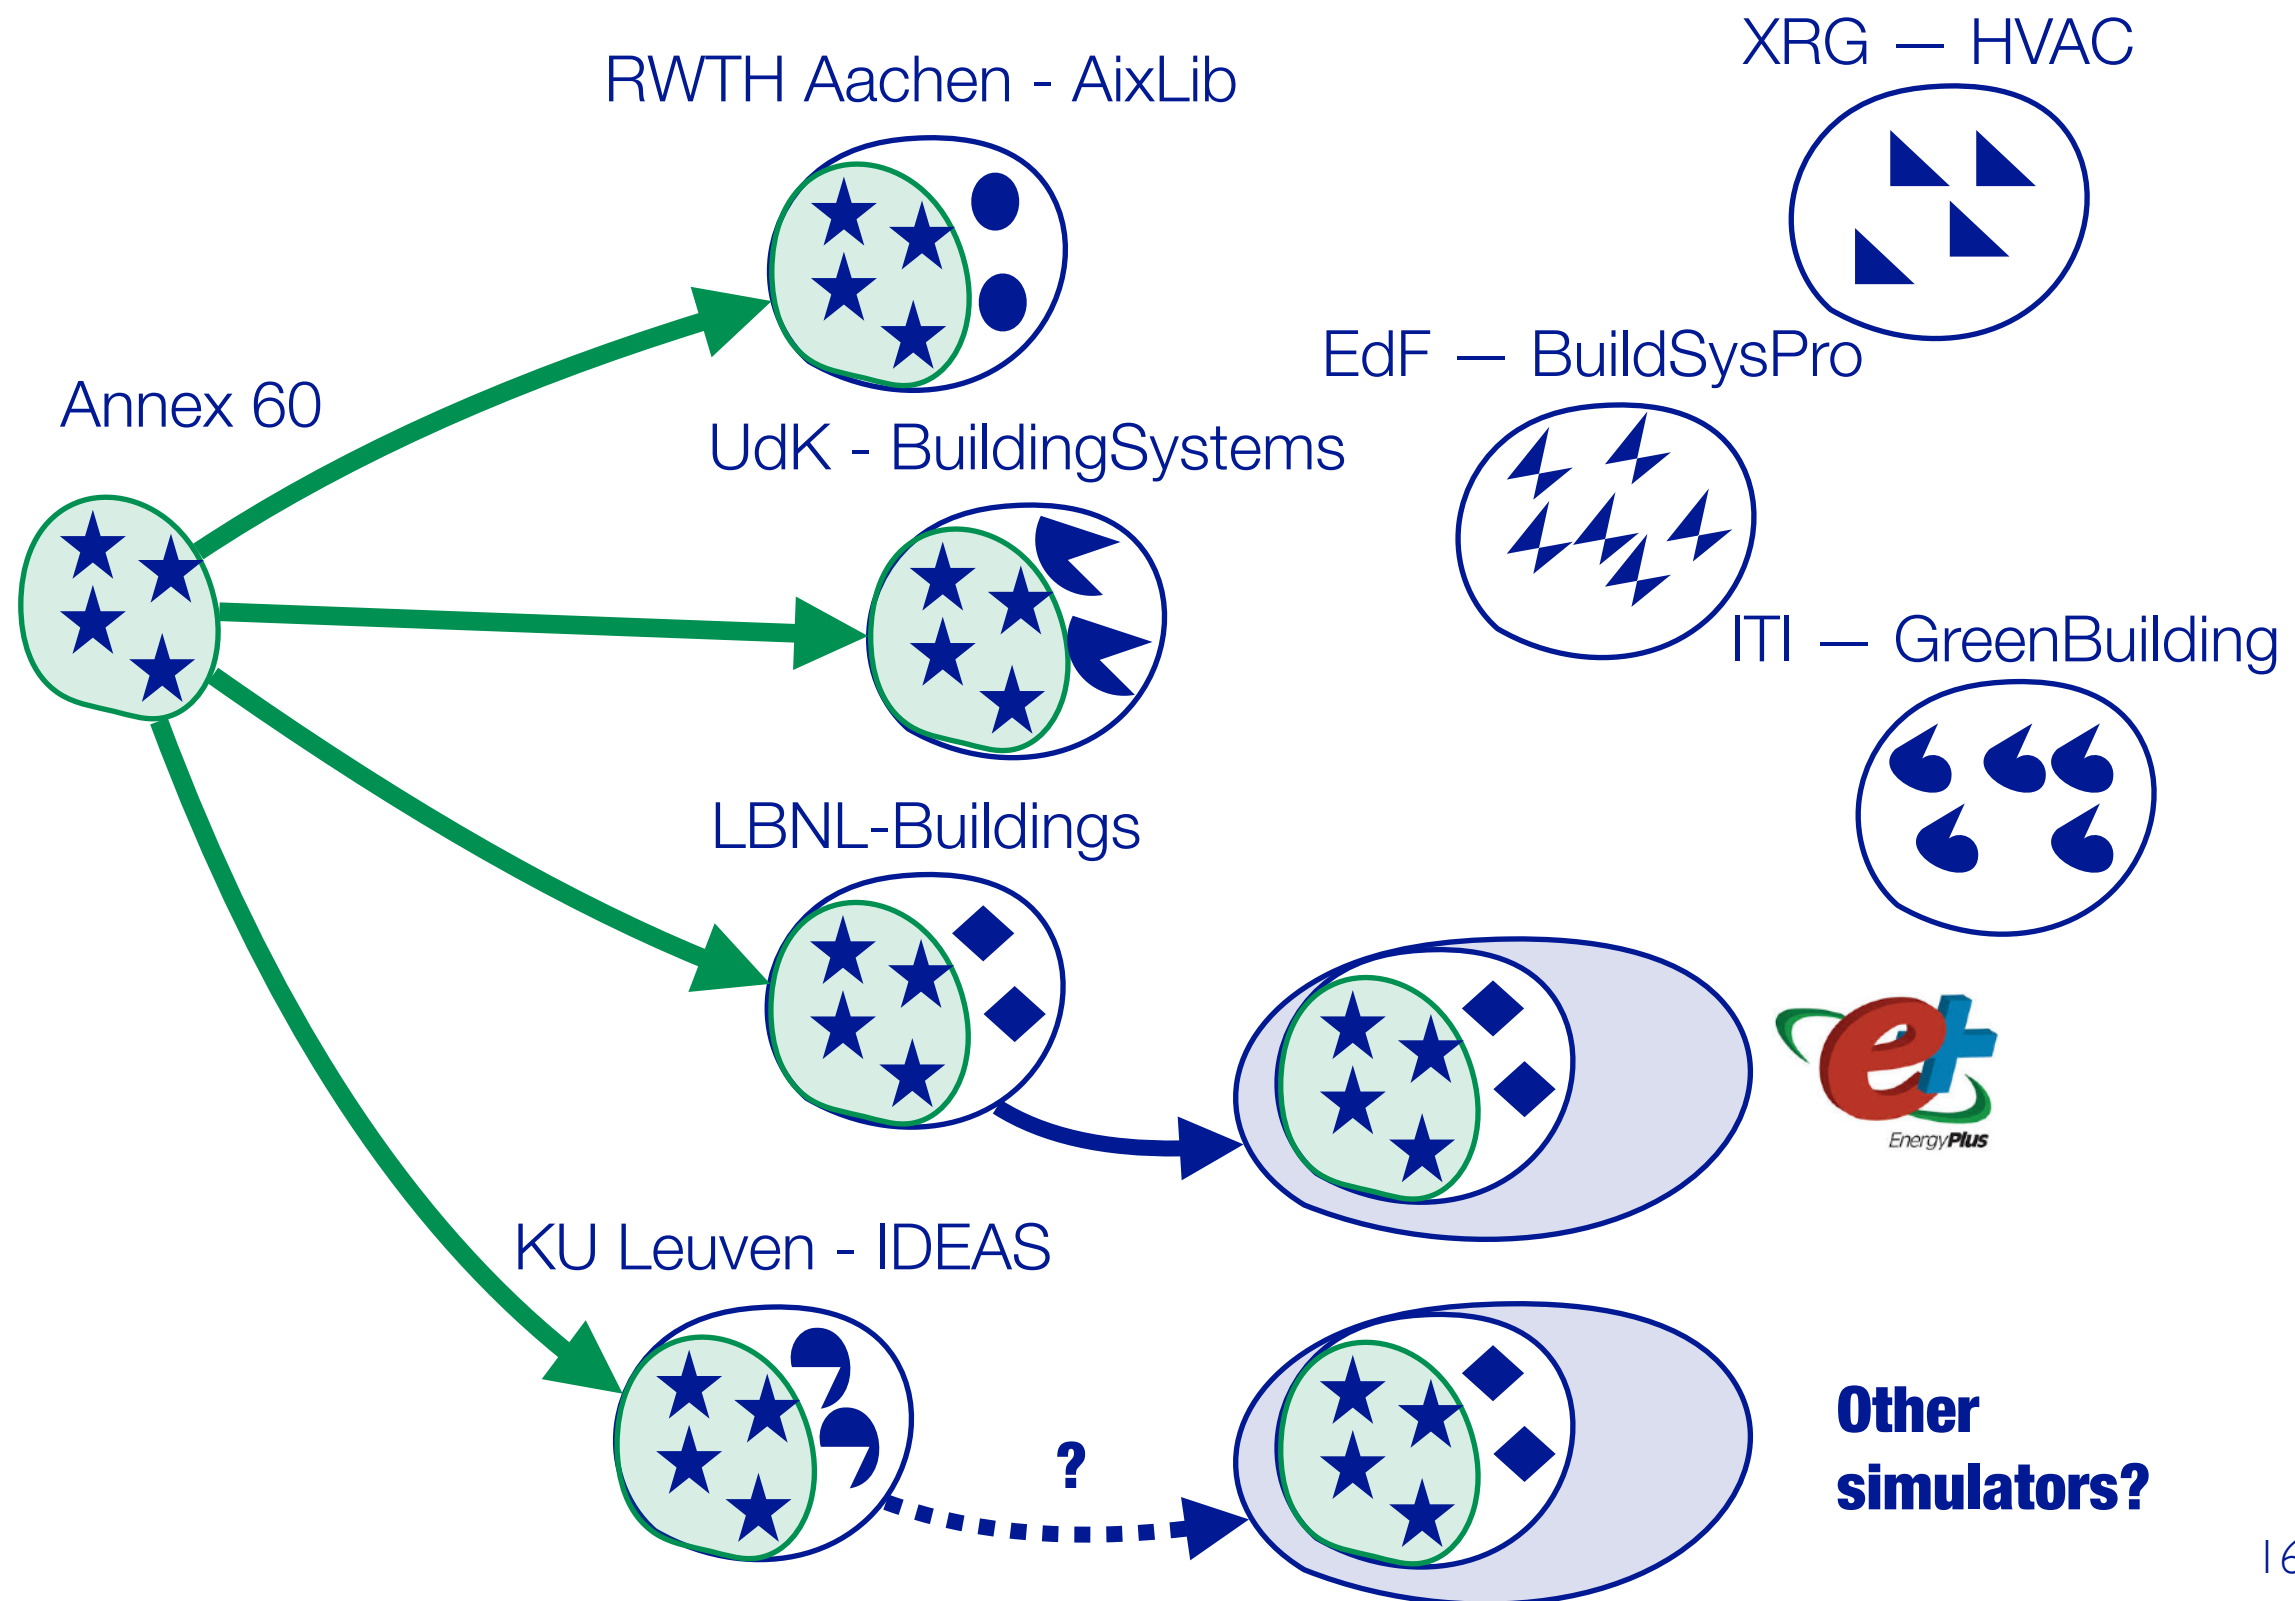 XRG — HVAC
RWTH Aachen - AixLib
EdF — BuildSysPro
Annex 60
UdK - BuildingSystems
ITI — GreenBuilding
LBNL-Buildings
e+
EnergyPlus
KU Leuven - IDEAS
?
Other
simulators?
16